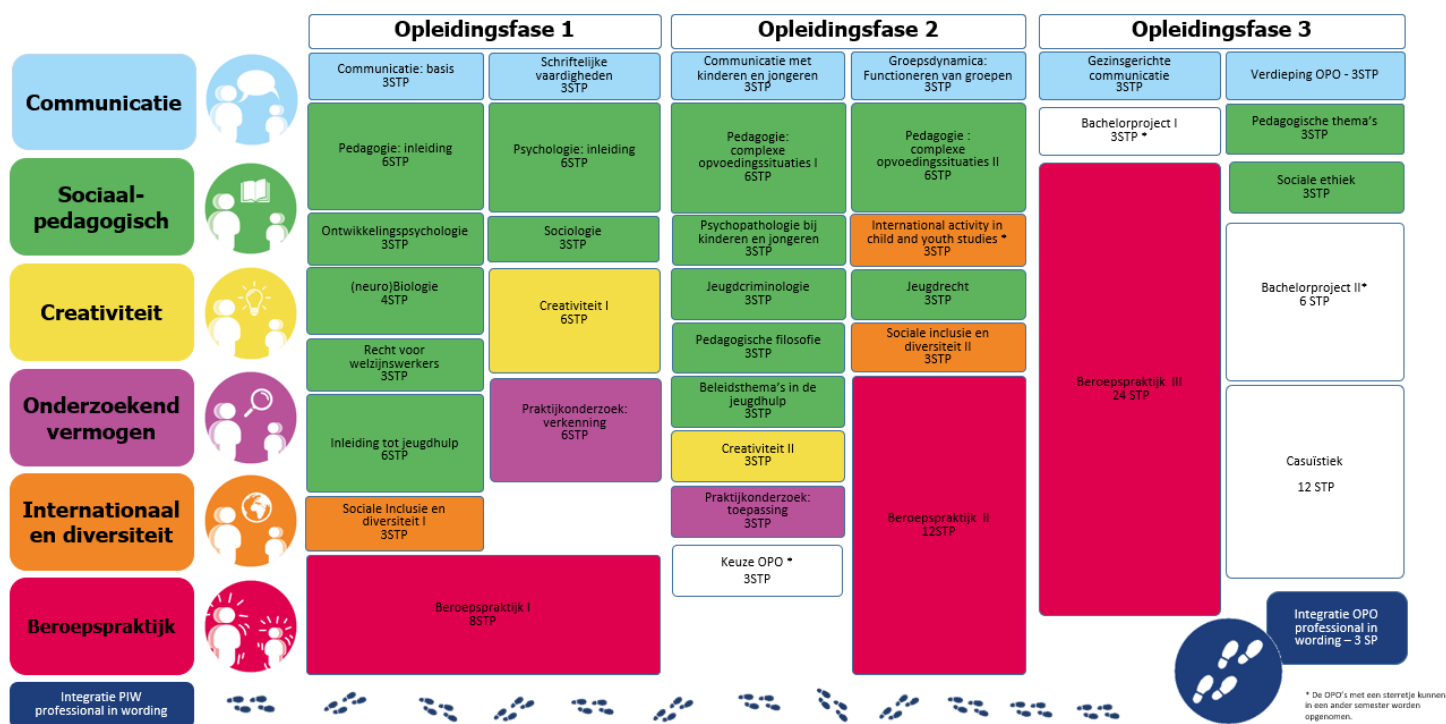 Opleidingsfase 1
Opleidingsfase 2
Opleidingsfase 3
Communicatie
Sociaal-
pedagogisch
Creativiteit
Onderzoekend
vermogen
Internationaal
en diversiteit
Beroepspraktijk
Integratie PIW
professional in wording
Communicatie: basis
3STP
Pedagogie: inleiding
6STP
Ontwikkelingspsychologie
3STP
(neuro)Biologie
4STP
Recht voor
welzijnswerkers
3STP
Inleiding tot jeugdhulp
6STP
Sociale Inclusie en
diversiteit I
3STP
Beroepspraktijk I
8STP
Schriftelijke
vaardigheden
3STP
Psychologie: inleiding
6STP
Sociologie
3STP
Creativiteit I
6STP
Praktijkonderzoek:
verkenning
6STP
Communicatie met
kinderen en jongeren
3STP
Pedagogie:
complexe
opvoedingssituaties I
6STP
Psychopathologie bij
kinderen en jongeren
3STP
Jeugdcriminologie
3STP
Pedagogische filosofie
3STP
Beleidsthema's in de
jeugdhulp
3STP
Creativiteit II
3STP
Praktijkonderzoek:
toepassing
3STP
Keuze OPO *
3STP
Groepsdynamica:
Functioneren van groepen
3STP
Pedagogie :
complexe
opvoedingssituaties II
6STP
International activity in
child and youth studies *
3STP
Jeugdrecht
3STP
Sociale inclusie en
diversiteit II
3STP
Beroepspraktijk II
12STP
Gezinsgerichte
communicatie
3STP
Bachelorproject I
3STP *
Beroepspraktijk III
24 STP
Verdieping OPO - 3STP
Pedagogische thema's
3STP
Sociale ethiek
3STP
Bachelorproject II*
6 STP
Casuïstiek
12 STP
Integratie OPO
professional in
wording – 3 SP
* De OPO's met een sterretje kunnen
in een ander semester worden
opgenomen.